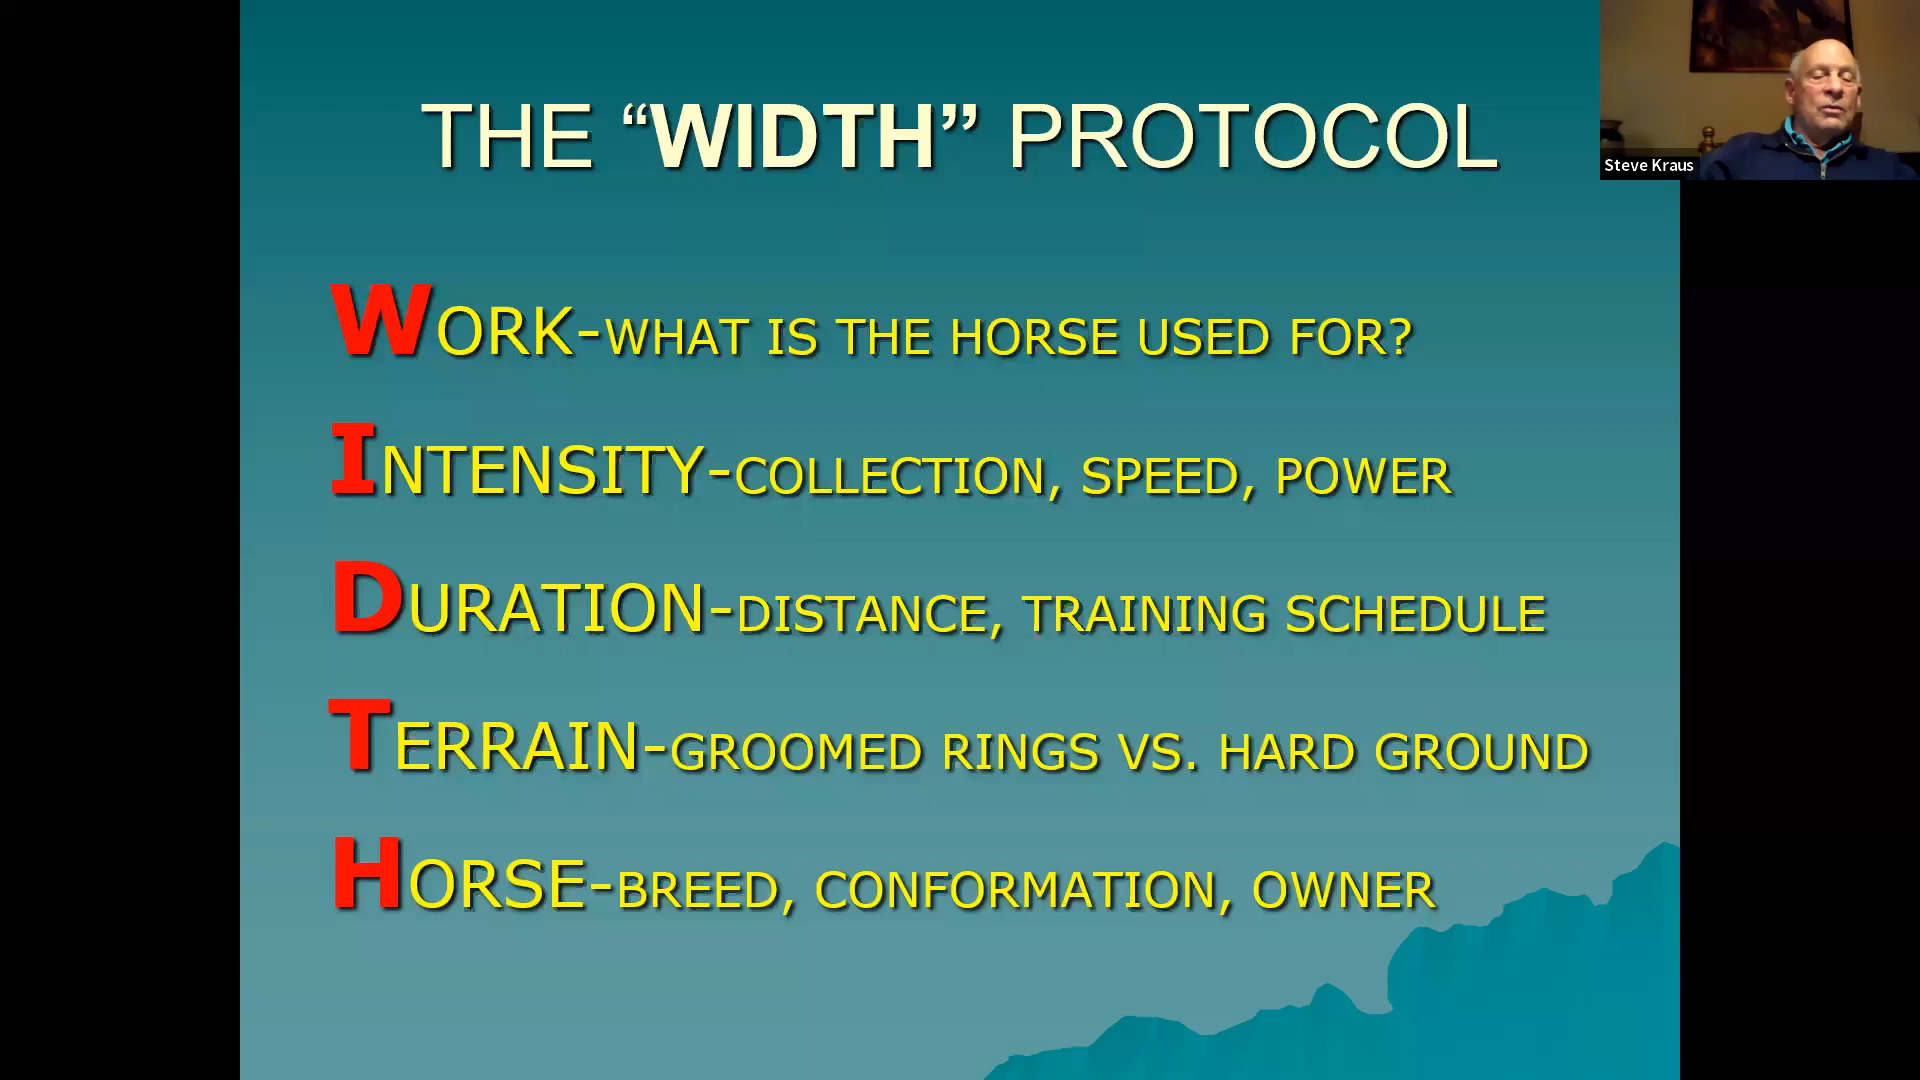 THE “WIDTH” PROTOCOL
Steve Kraus
WORK-WHAT IS THE HORSE USED FOR?
INTENSITY-COLLECTION, SPEED, POWER
DURATION-DISTANCE, TRAINING SCHEDULE
TERRAIN-GROOMED RINGS VS. HARD GROUND
HORSE-BREED, CONFORMATION, OWNER